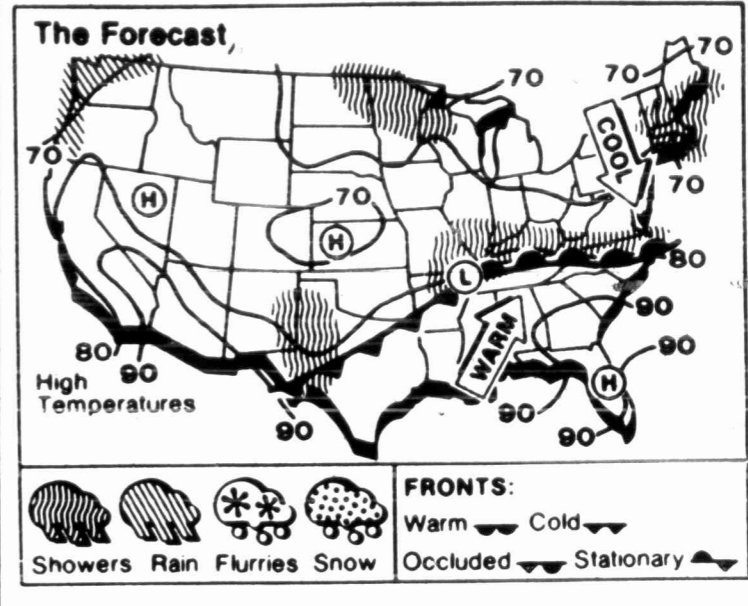 The Forecast
70
70
70
COOL
70
70
H
70
H
L
80
WARM
90
90
H
80
90
High
Temperatures
90
90
90
Showers Rain Flurries Snow
FRONTS:
Warm Cold
Occluded Stationary